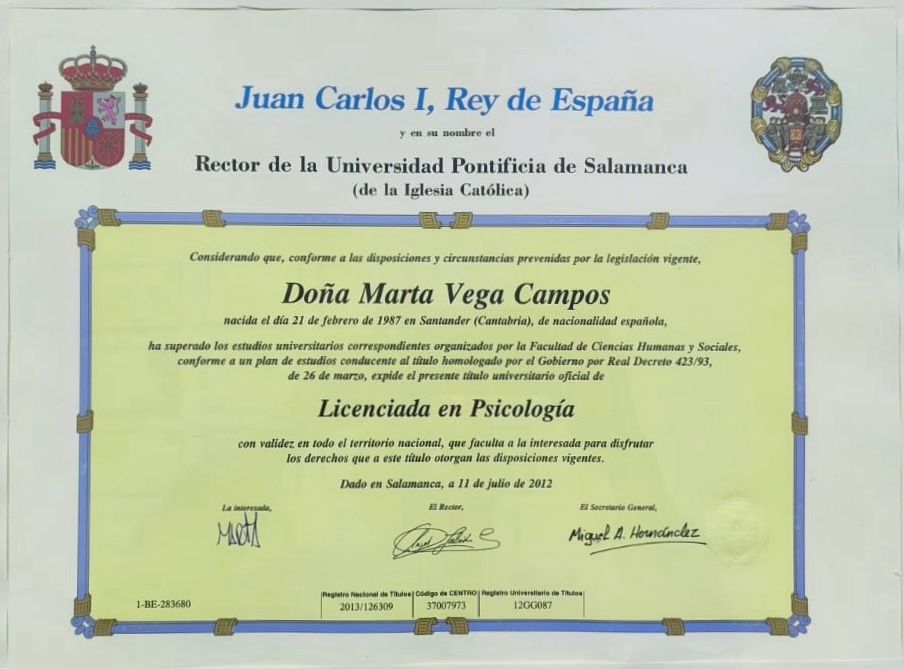 Juan Carlos I, Rey de España
y en su nombre el
Rector de la Universidad Pontificia de Salamanca
(de la Iglesia Católica)
Considerando que, conforme a las disposiciones y circunstancias prevenidas por la legislación vigente,
Doña Marta Vega Campos
nacida el día 21 de febrero de 1987 en Santander (Cantabria), de nacionalidad española,
ha superado los estudios universitarios correspondientes organizados por la Facultad de Ciencias Humanas y Sociales,
conforme a un plan de estudios conducente al título homologado por el Gobierno por Real Decreto 423/93,
de 26 de marzo, expide el presente título universitario oficial de
Licenciada en Psicología
con validez en todo el territorio nacional, que faculta a la interesada para disfrutar
los derechos que a este título otorgan las disposiciones vigentes.
Dado en Salamanca, a 11 de julio de 2012
La interesada, El Rector, El Secretario General,
Miguel A. Hernández
Registro Nacional de Títulos Código de CENTRO Registro Universitario de Títulos
1-BE-283680 2013/126309 37007973 12GG087